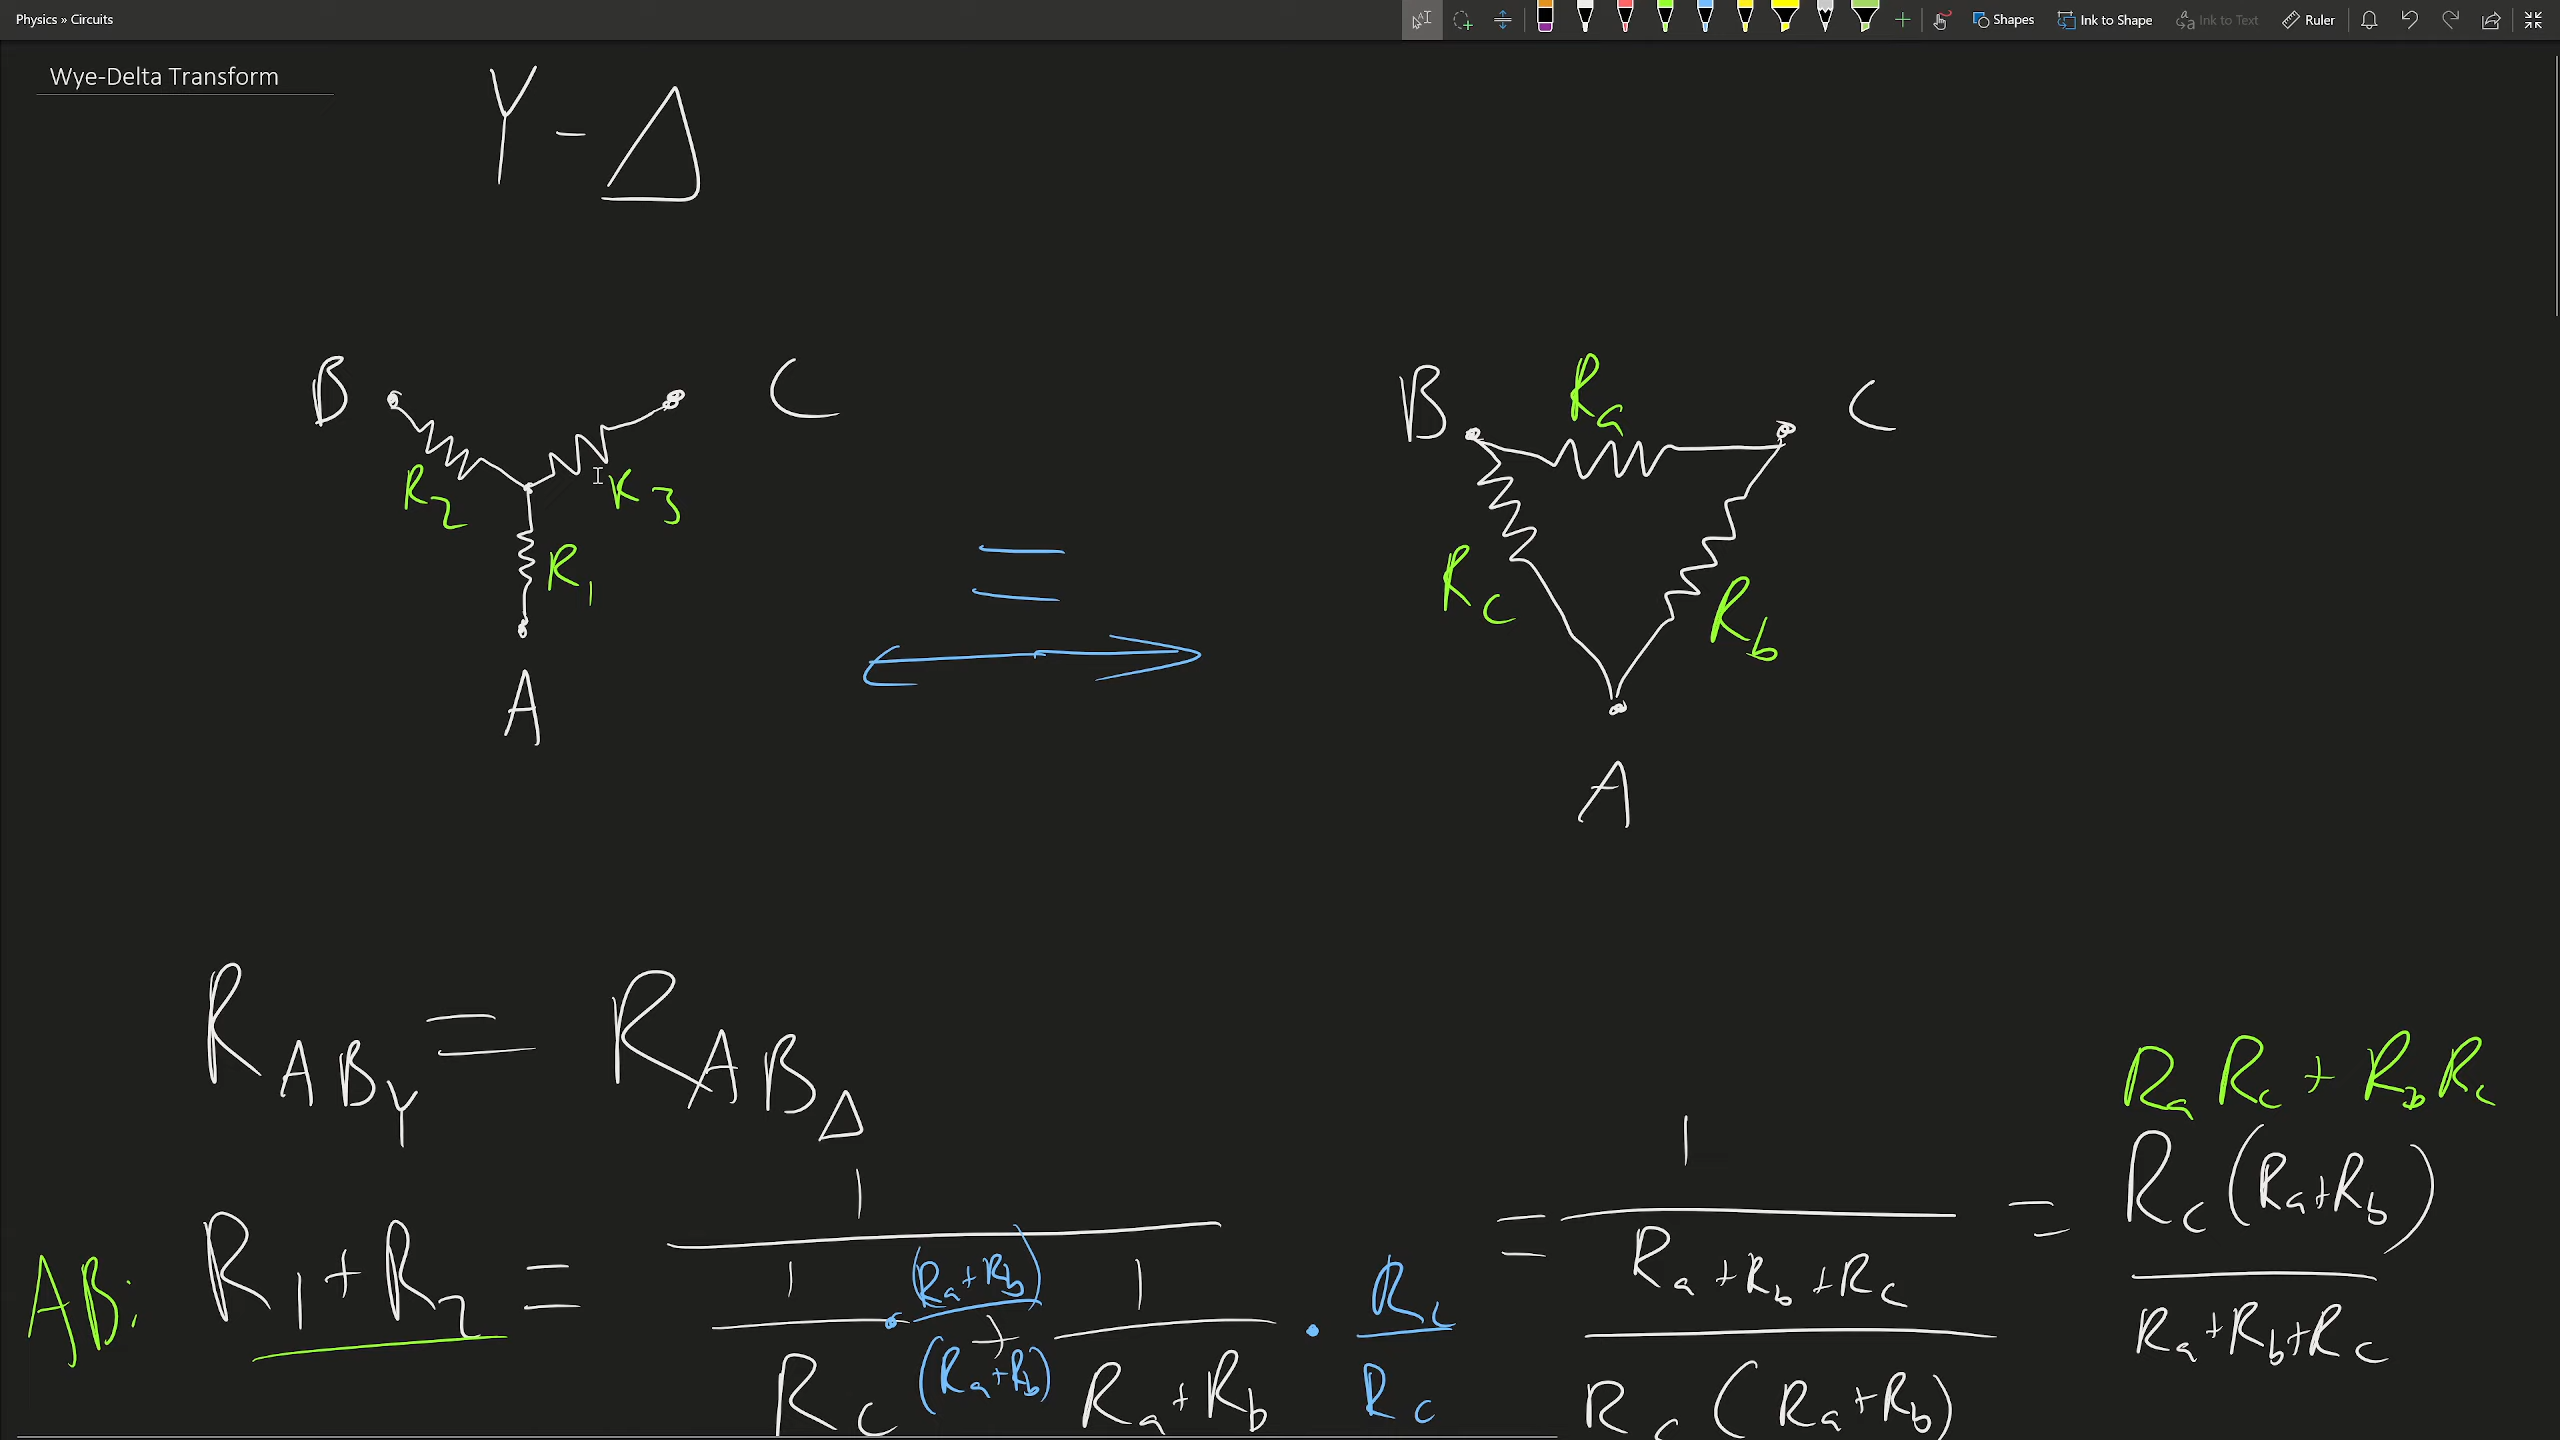 Physics » Circuits
Shapes Ink to Shape Ink to Text Ruler
Wye-Delta Transform
Y - Δ
B C
R2 R3
R1
A
=
B Ra C
Rc Rb
A
R_AB_Y = R_AB_Δ
RaRc + RbRc
AB: R1 + R2 = 1 / (1/Rc · (Ra+Rb)/(Ra+Rb) + 1/(Ra+Rb) · Rc/Rc) = 1 / ((Ra+Rb+Rc) / (Rc(Ra+Rb))) = Rc(Ra+Rb) / (Ra+Rb+Rc)